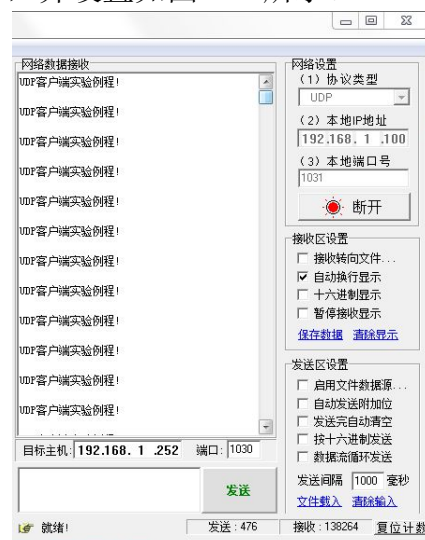 网络数据接收
UDP客户端实验例程!
UDP客户端实验例程!
UDP客户端实验例程!
UDP客户端实验例程!
UDP客户端实验例程!
UDP客户端实验例程!
UDP客户端实验例程!
UDP客户端实验例程!
UDP客户端实验例程!
UDP客户端实验例程!
UDP客户端实验例程!
UDP客户端实验例程!
目标主机: 192.168. 1 .252 端口: 1030
发送
网络设置
(1) 协议类型
UDP
(2) 本地IP地址
192.168. 1 .100
(3) 本地端口号
1031
断开
接收区设置
接收转向文件...
自动换行显示
十六进制显示
暂停接收显示
保存数据 清除显示
发送区设置
启用文件数据源...
自动发送附加位
发送完自动清空
按十六进制发送
数据流循环发送
发送间隔 1000 毫秒
文件载入 清除输入
就绪! 发送 : 476 接收 : 138264 复位计数